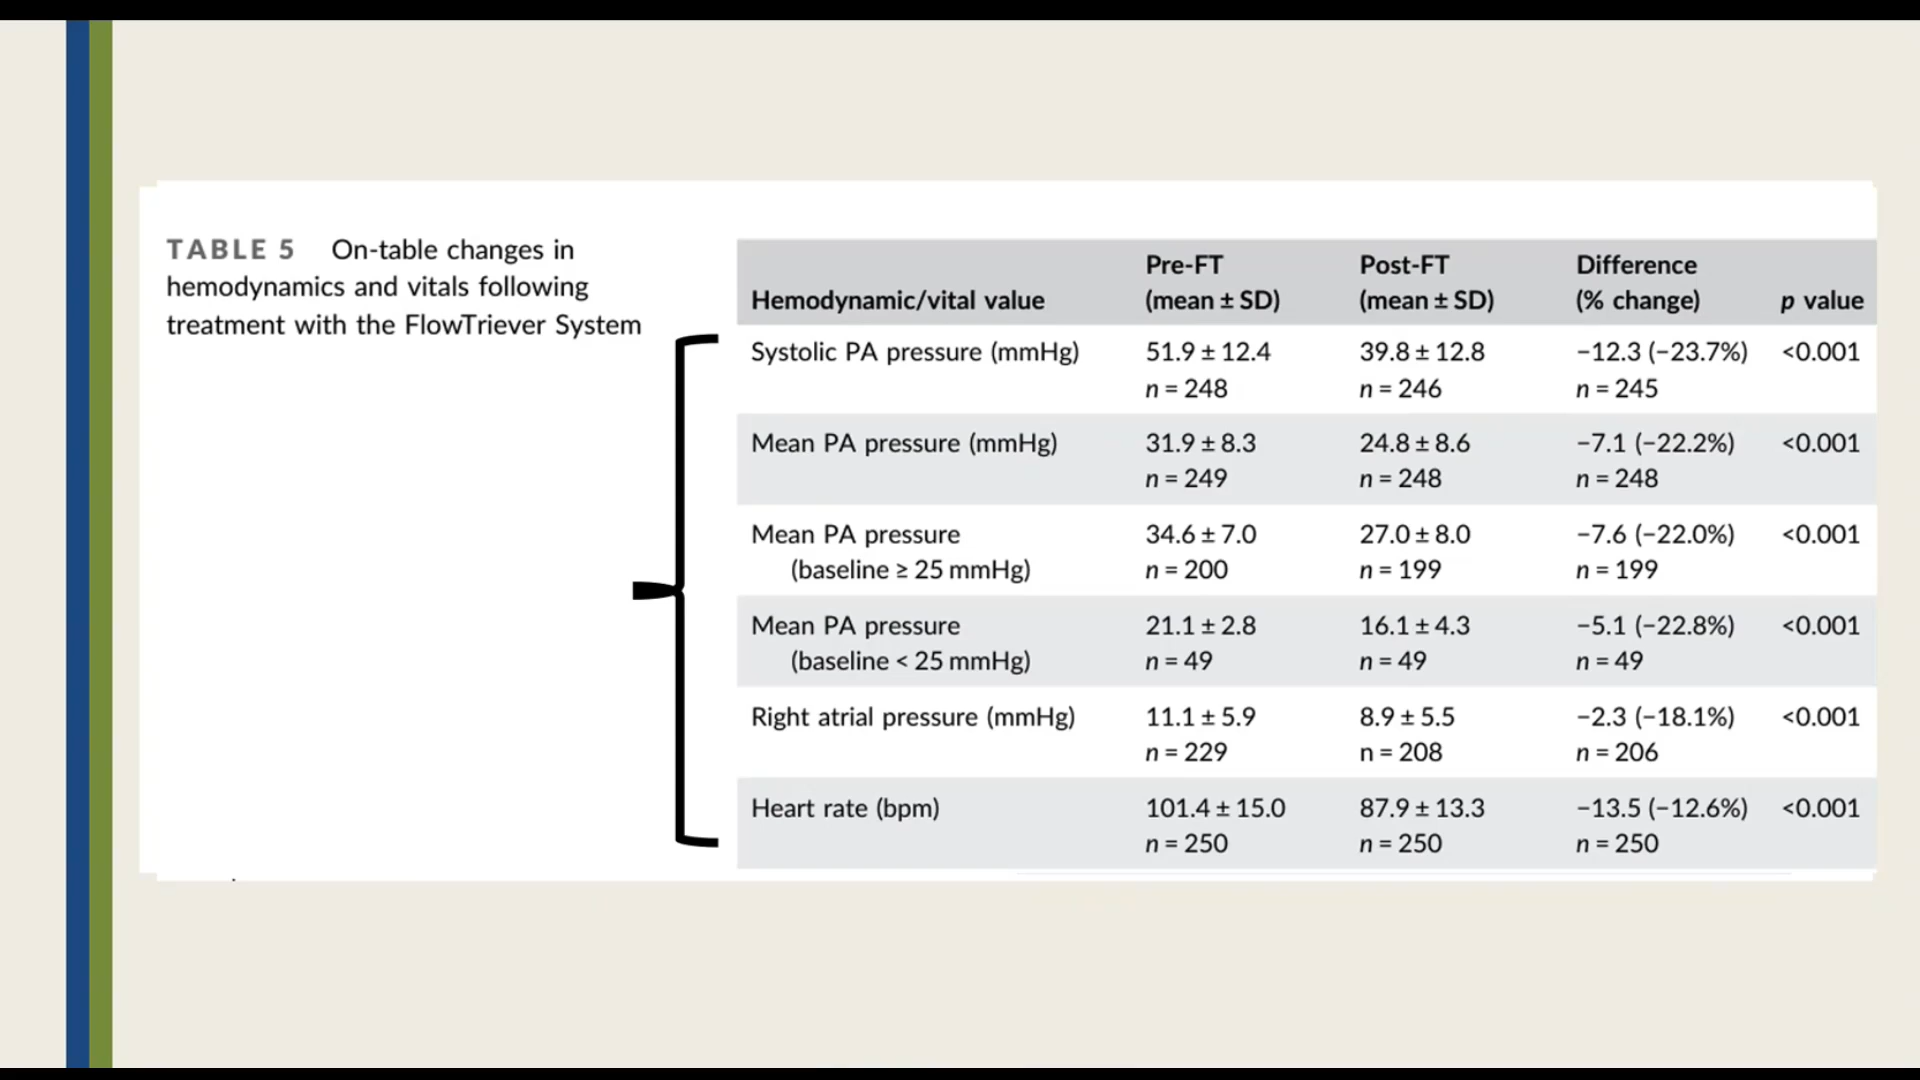 TABLE 5 On-table changes in
hemodynamics and vitals following
treatment with the FlowTriever System
Pre-FT Post-FT Difference
Hemodynamic/vital value (mean ± SD) (mean ± SD) (% change) p value
Systolic PA pressure (mmHg) 51.9 ± 12.4 39.8 ± 12.8 −12.3 (−23.7%) <0.001
n = 248 n = 246 n = 245
Mean PA pressure (mmHg) 31.9 ± 8.3 24.8 ± 8.6 −7.1 (−22.2%) <0.001
n = 249 n = 248 n = 248
Mean PA pressure 34.6 ± 7.0 27.0 ± 8.0 −7.6 (−22.0%) <0.001
(baseline ≥ 25 mmHg) n = 200 n = 199 n = 199
Mean PA pressure 21.1 ± 2.8 16.1 ± 4.3 −5.1 (−22.8%) <0.001
(baseline < 25 mmHg) n = 49 n = 49 n = 49
Right atrial pressure (mmHg) 11.1 ± 5.9 8.9 ± 5.5 −2.3 (−18.1%) <0.001
n = 229 n = 208 n = 206
Heart rate (bpm) 101.4 ± 15.0 87.9 ± 13.3 −13.5 (−12.6%) <0.001
n = 250 n = 250 n = 250